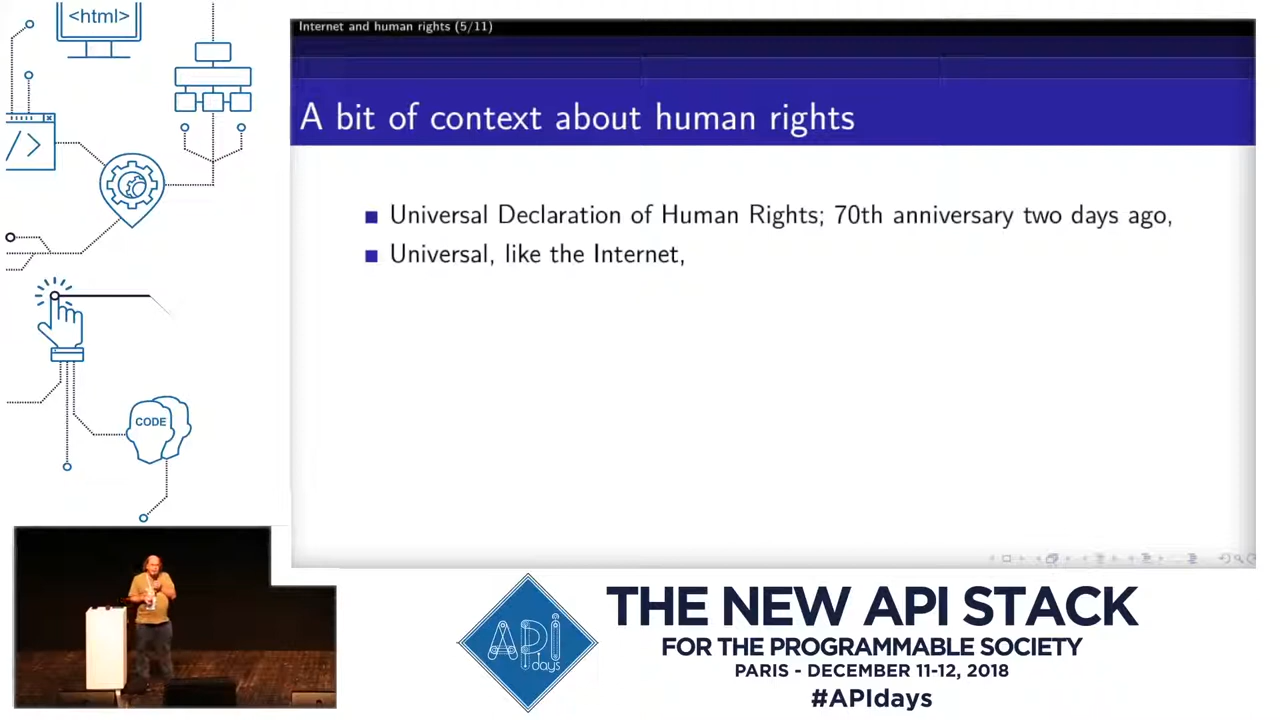 <html>
Internet and human rights (5/11)
A bit of context about human rights
/>
Universal Declaration of Human Rights; 70th anniversary two days ago,
Universal, like the Internet,
CODE
API
days
THE NEW API STACK
FOR THE PROGRAMMABLE SOCIETY
PARIS - DECEMBER 11-12, 2018
#APIdays